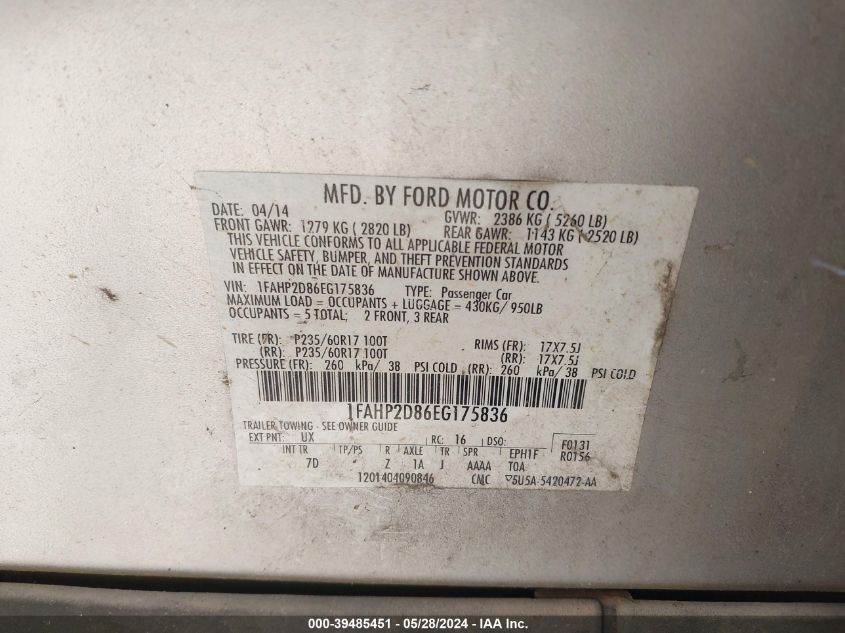 MFD. BY FORD MOTOR CO.
DATE: 04/14 GVWR: 2386 KG ( 5260 LB)
FRONT GAWR: 1279 KG ( 2820 LB) REAR GAWR: 1143 KG ( 2520 LB)
THIS VEHICLE CONFORMS TO ALL APPLICABLE FEDERAL MOTOR
VEHICLE SAFETY, BUMPER, AND THEFT PREVENTION STANDARDS
IN EFFECT ON THE DATE OF MANUFACTURE SHOWN ABOVE.
VIN: 1FAHP2D86EG175836 TYPE: Passenger Car
MAXIMUM LOAD = OCCUPANTS + LUGGAGE = 430KG/ 950LB
OCCUPANTS = 5 TOTAL; 2 FRONT, 3 REAR
TIRE (FR): P235/60R17 100T RIMS (FR): 17X7.5J
(RR): P235/60R17 100T (RR): 17X7.5J
PRESSURE (FR): 260 kPa/ 38 PSI COLD (RR): 260 kPa/ 38 PSI COLD
1FAHP2D86EG175836
TRAILER TOWING - SEE OWNER GUIDE
EXT PNT: UX RC: 16 DSO: F0131
R0156
INT TR TP/PS R AXLE TR SPR EPH1F
7D Z 1A J AAAA T0A
1201404090846 CMC ▽5U5A-5420472-AA
000-39485451 / 05/28/2024 - IAA Inc.